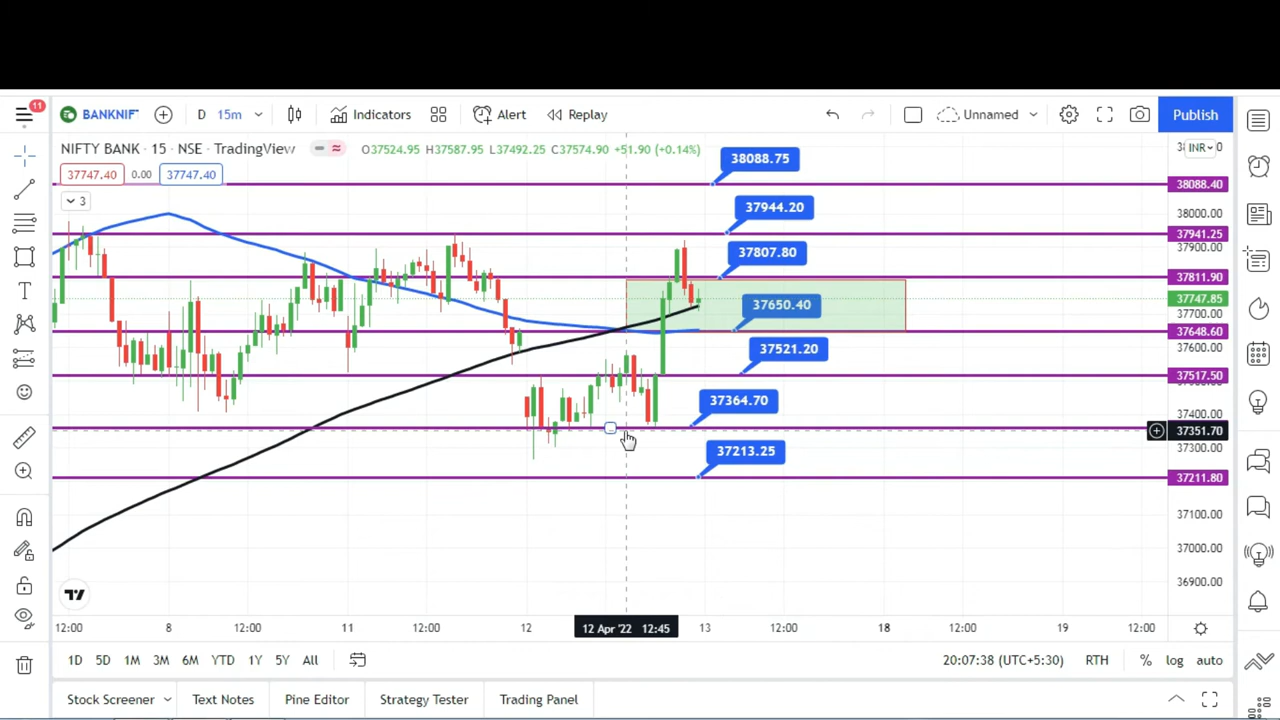 11
BANKNIF
D
15m
Indicators
Alert
Replay
Unnamed
Publish
NIFTY BANK · 15 · NSE · TradingView
O37524.95 H37587.95 L37492.25 C37574.90 +51.90 (+0.14%)
INR
37747.40
0.00
37747.40
3
38088.75
38088.40
38000.00
37944.20
37941.25
37900.00
37807.80
37811.90
37747.85
37650.40
37700.00
37648.60
37521.20
37600.00
37517.50
37364.70
37400.00
37351.70
37300.00
37213.25
37211.80
37100.00
37000.00
36900.00
12:00
8
12:00
11
12:00
12
12 Apr '22 12:45
13
12:00
18
12:00
19
12:00
1D
5D
1M
3M
6M
YTD
1Y
5Y
All
20:07:38 (UTC+5:30)
RTH
%
log
auto
Stock Screener
Text Notes
Pine Editor
Strategy Tester
Trading Panel